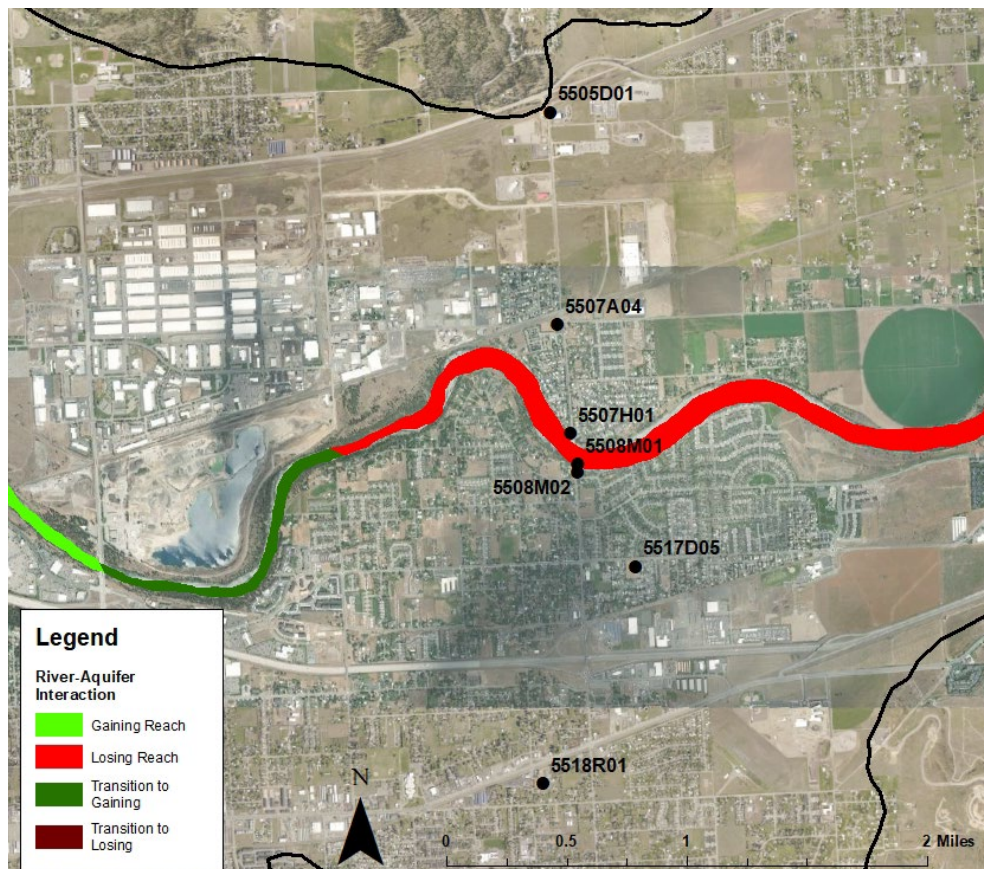 5505D01
5507A04
5507H01
5508M01
5508M02
5517D05
5518R01
Legend
River-Aquifer
Interaction
Gaining Reach
Losing Reach
Transition to
Gaining
Transition to
Losing
N
0 0.5 1 2 Miles